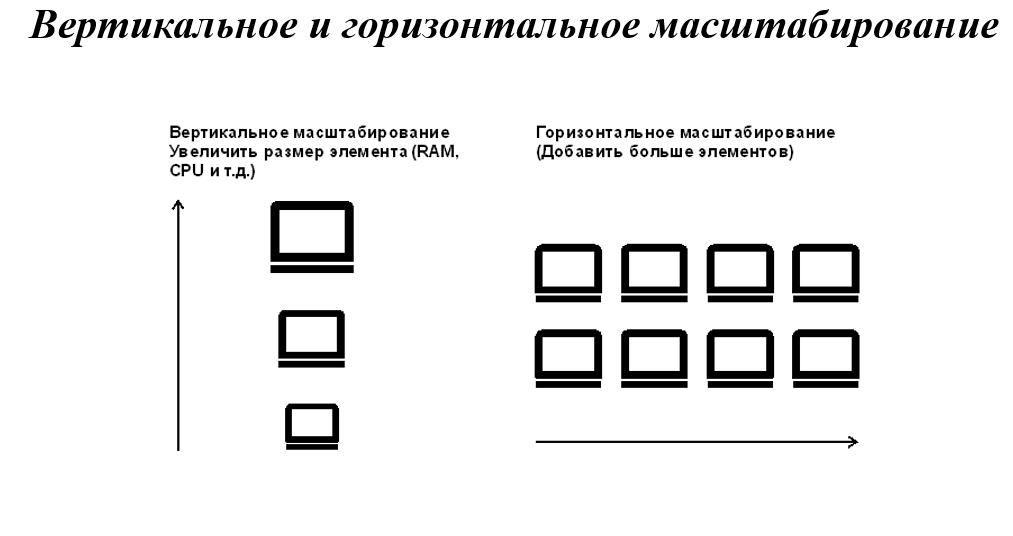 Вертикальное и горизонтальное масштабирование
Вертикальное масштабирование
Увеличить размер элемента (RAM,
CPU и т.д.)
Горизонтальное масштабирование
(Добавить больше элементов)